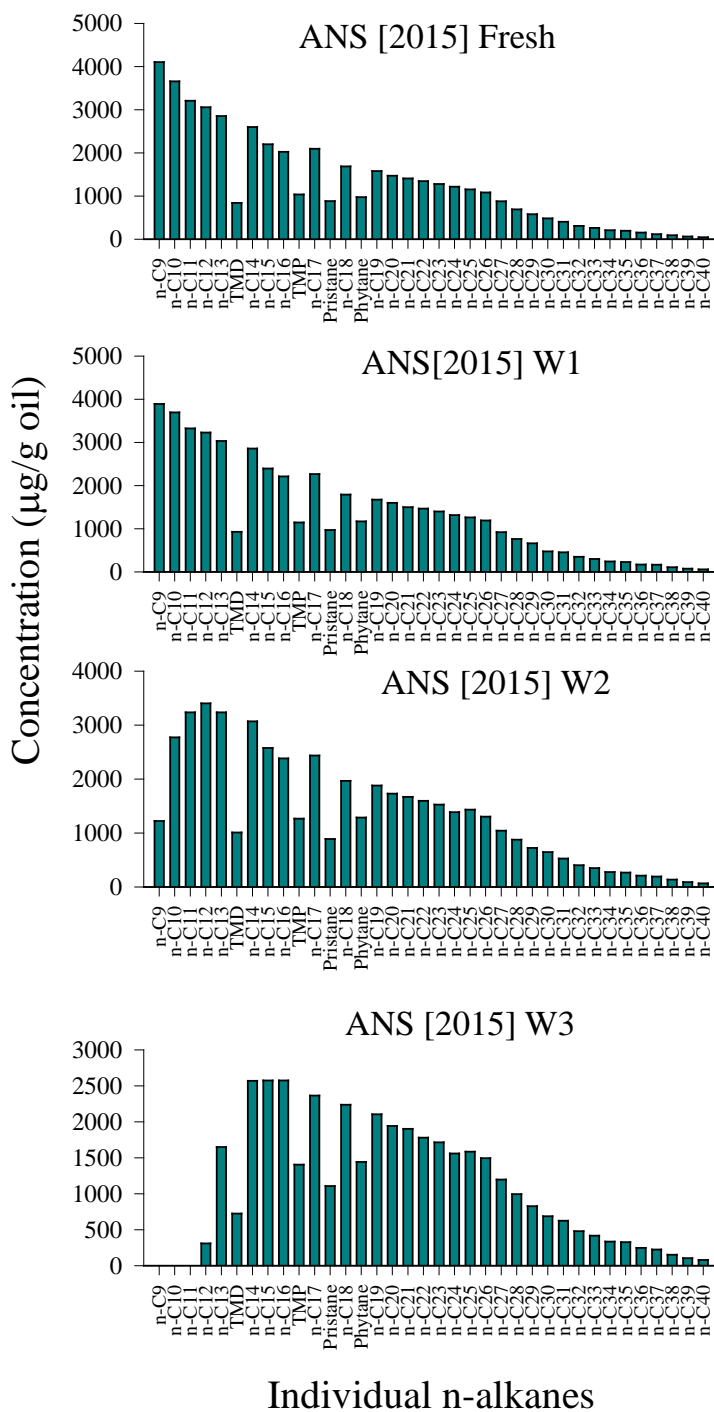 ANS [2015] Fresh
5000
4000
3000
2000
1000
0
n-C9
n-C10
n-C11
n-C12
n-C13
TMD
n-C14
n-C15
n-C16
TMP
n-C17
Pristane
n-C18
Phytane
n-C19
n-C20
n-C21
n-C22
n-C23
n-C24
n-C25
n-C26
n-C27
n-C28
n-C29
n-C30
n-C31
n-C32
n-C33
n-C34
n-C35
n-C36
n-C37
n-C38
n-C39
n-C40
Concentration (µg/g oil)
ANS[2015] W1
5000
4000
3000
2000
1000
0
n-C9
n-C10
n-C11
n-C12
n-C13
TMD
n-C14
n-C15
n-C16
TMP
n-C17
Pristane
n-C18
Phytane
n-C19
n-C20
n-C21
n-C22
n-C23
n-C24
n-C25
n-C26
n-C27
n-C28
n-C29
n-C30
n-C31
n-C32
n-C33
n-C34
n-C35
n-C36
n-C37
n-C38
n-C39
n-C40
ANS [2015] W2
4000
3000
2000
1000
0
n-C9
n-C10
n-C11
n-C12
n-C13
TMD
n-C14
n-C15
n-C16
TMP
n-C17
Pristane
n-C18
Phytane
n-C19
n-C20
n-C21
n-C22
n-C23
n-C24
n-C25
n-C26
n-C27
n-C28
n-C29
n-C30
n-C31
n-C32
n-C33
n-C34
n-C35
n-C36
n-C37
n-C38
n-C39
n-C40
ANS [2015] W3
3000
2500
2000
1500
1000
500
0
n-C9
n-C10
n-C11
n-C12
n-C13
TMD
n-C14
n-C15
n-C16
TMP
n-C17
Pristane
n-C18
Phytane
n-C19
n-C20
n-C21
n-C22
n-C23
n-C24
n-C25
n-C26
n-C27
n-C28
n-C29
n-C30
n-C31
n-C32
n-C33
n-C34
n-C35
n-C36
n-C37
n-C38
n-C39
n-C40
Individual n-alkanes